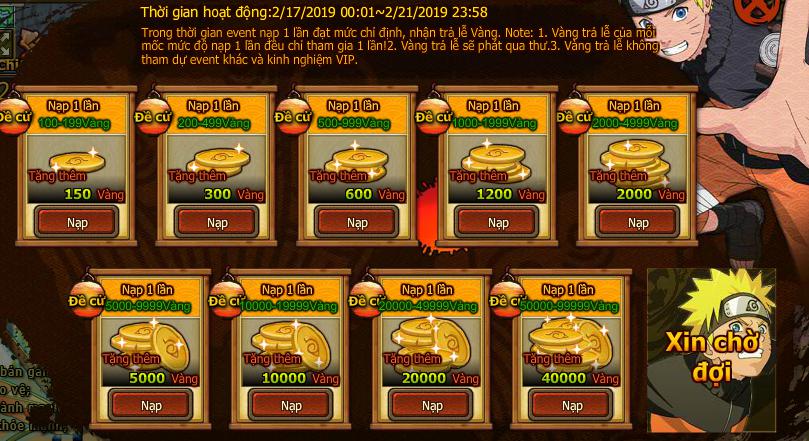 Thời gian hoạt động:2/17/2019 00:01~2/21/2019 23:58
Trong thời gian event nạp 1 lần đạt mức chỉ định, nhận trả lễ Vàng. Note: 1. Vàng trả lễ của mỗi
mốc mức độ nạp 1 lần đều chỉ tham gia 1 lần!2. Vàng trả lễ sẽ phát qua thư.3. Vàng trả lễ không
tham dự event khác và kinh nghiệm VIP.
Đề cử
Nạp 1 lần
100-199Vàng
Tặng thêm
150 Vàng
Nạp
Đề cử
Nạp 1 lần
200-499Vàng
Tặng thêm
300 Vàng
Nạp
Đề cử
Nạp 1 lần
500-999Vàng
Tặng thêm
600 Vàng
Nạp
Đề cử
Nạp 1 lần
1000-1999Vàng
Tặng thêm
1200 Vàng
Nạp
Đề cử
Nạp 1 lần
2000-4999Vàng
Tặng thêm
2000 Vàng
Nạp
Đề cử
Nạp 1 lần
5000-9999Vàng
Tặng thêm
5000 Vàng
Nạp
Đề cử
Nạp 1 lần
10000-19999Vàng
Tặng thêm
10000 Vàng
Nạp
Đề cử
Nạp 1 lần
20000-49999Vàng
Tặng thêm
20000 Vàng
Nạp
Đề cử
Nạp 1 lần
50000-99999Vàng
Tặng thêm
40000 Vàng
Nạp
Xin chờ
đợi